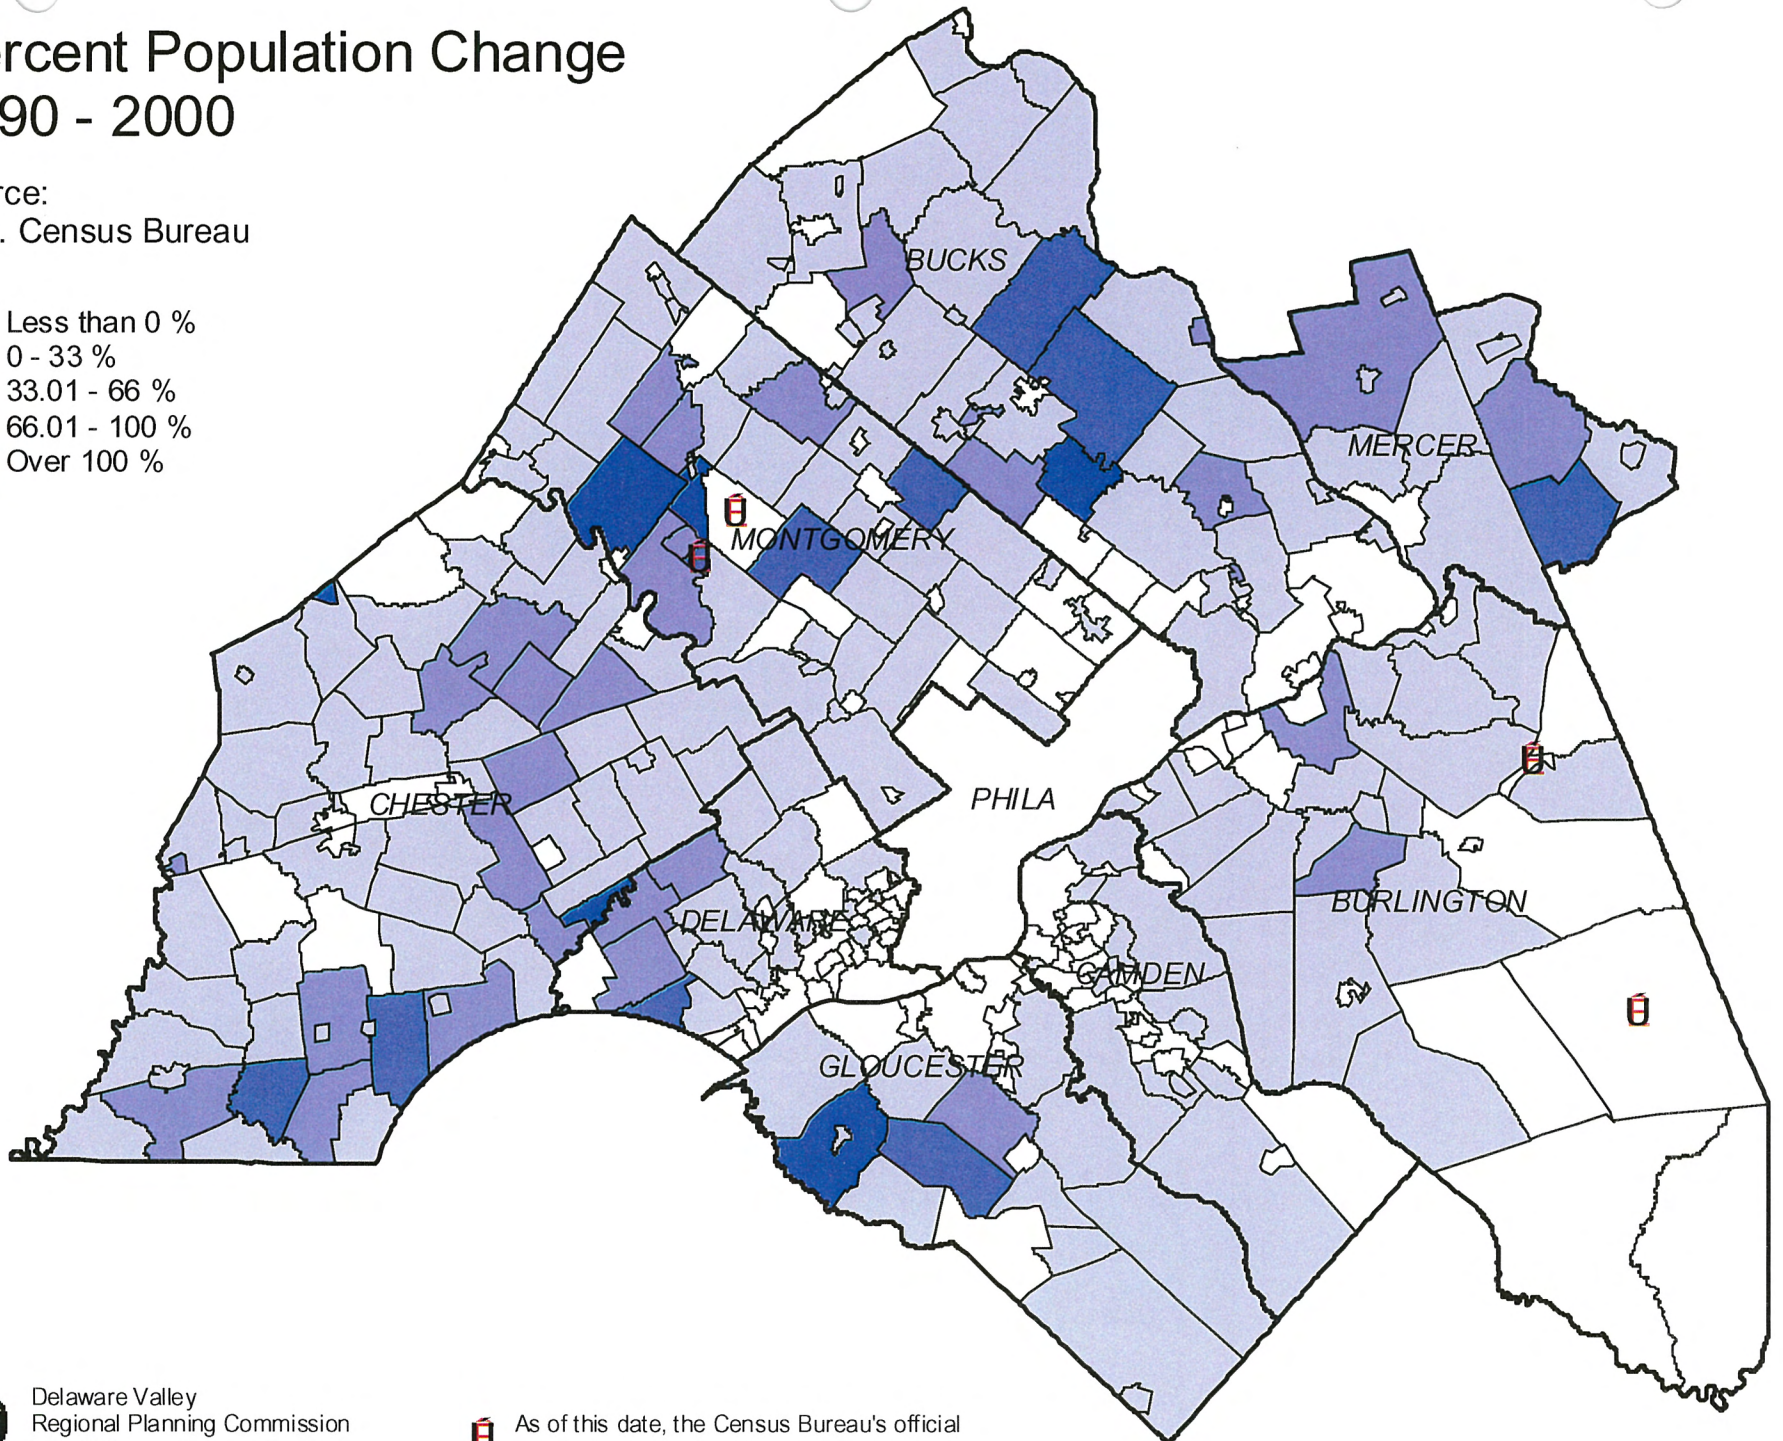 ercent Population Change
90 - 2000
rce:
. Census Bureau
Less than 0 %
0 - 33 %
33.01 - 66 %
66.01 - 100 %
Over 100 %
BUCKS
MERCER
MONTGOMERY
CHESTER
PHILA
BURLINGTON
DELAWARE
CAMDEN
GLOUCESTER
Delaware Valley
Regional Planning Commission
As of this date, the Census Bureau's official